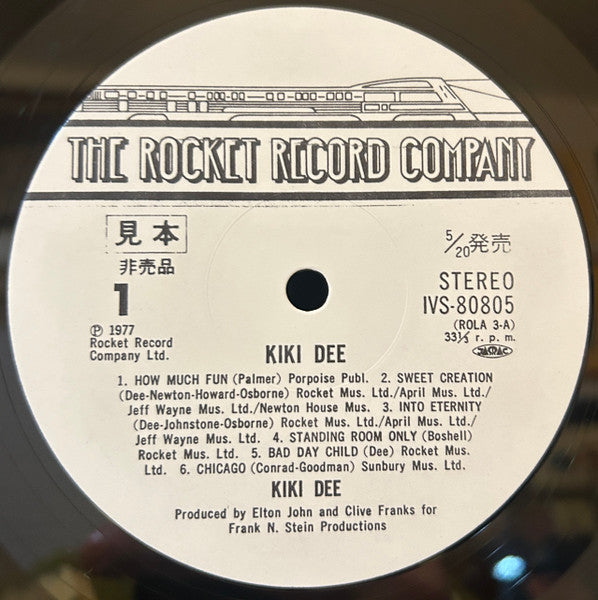 THE ROCKET RECORD COMPANY
見本
非売品
1
5/20発売
STEREO
IVS-80805
(ROLA 3-A)
33⅓ r. p. m.
JASRAC
Ⓟ 1977
Rocket Record
Company Ltd.
KIKI DEE
1. HOW MUCH FUN (Palmer) Porpoise Publ. 2. SWEET CREATION
(Dee-Newton-Howard-Osborne) Rocket Mus. Ltd./April Mus. Ltd./
Jeff Wayne Mus. Ltd./Newton House Mus. 3. INTO ETERNITY
(Dee-Johnstone-Osborne) Rocket Mus. Ltd./April Mus. Ltd./
Jeff Wayne Mus. Ltd. 4. STANDING ROOM ONLY (Boshell)
Rocket Mus. Ltd. 5. BAD DAY CHILD (Dee) Rocket Mus.
Ltd. 6. CHICAGO (Conrad-Goodman) Sunbury Mus. Ltd.
KIKI DEE
Produced by Elton John and Clive Franks for
Frank N. Stein Productions